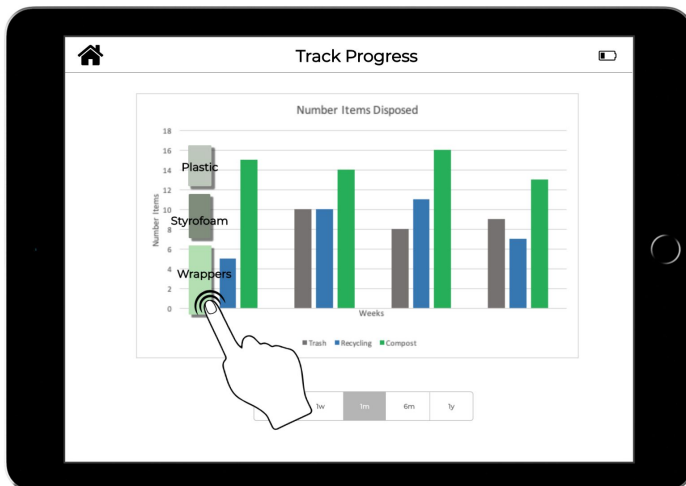 Track Progress
Number Items Disposed
18
16
14
12
10
8
6
4
2
0
Number Items
Plastic
Styrofoam
Wrappers
Weeks
Trash Recycling Compost
1w 1m 6m 1y